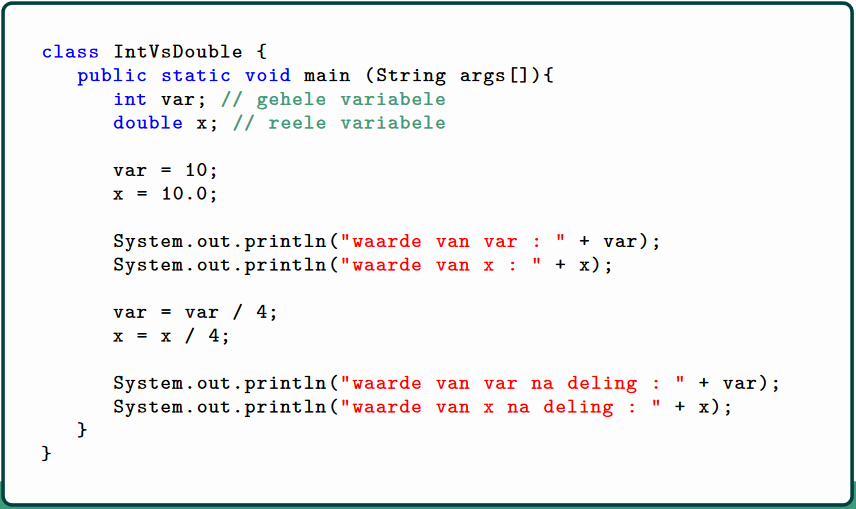 class IntVsDouble {
public static void main (String args[]){
int var; // gehele variabele
double x; // reele variabele
var = 10;
x = 10.0;
System.out.println("waarde van var : " + var);
System.out.println("waarde van x : " + x);
var = var / 4;
x = x / 4;
System.out.println("waarde van var na deling : " + var);
System.out.println("waarde van x na deling : " + x);
}
}